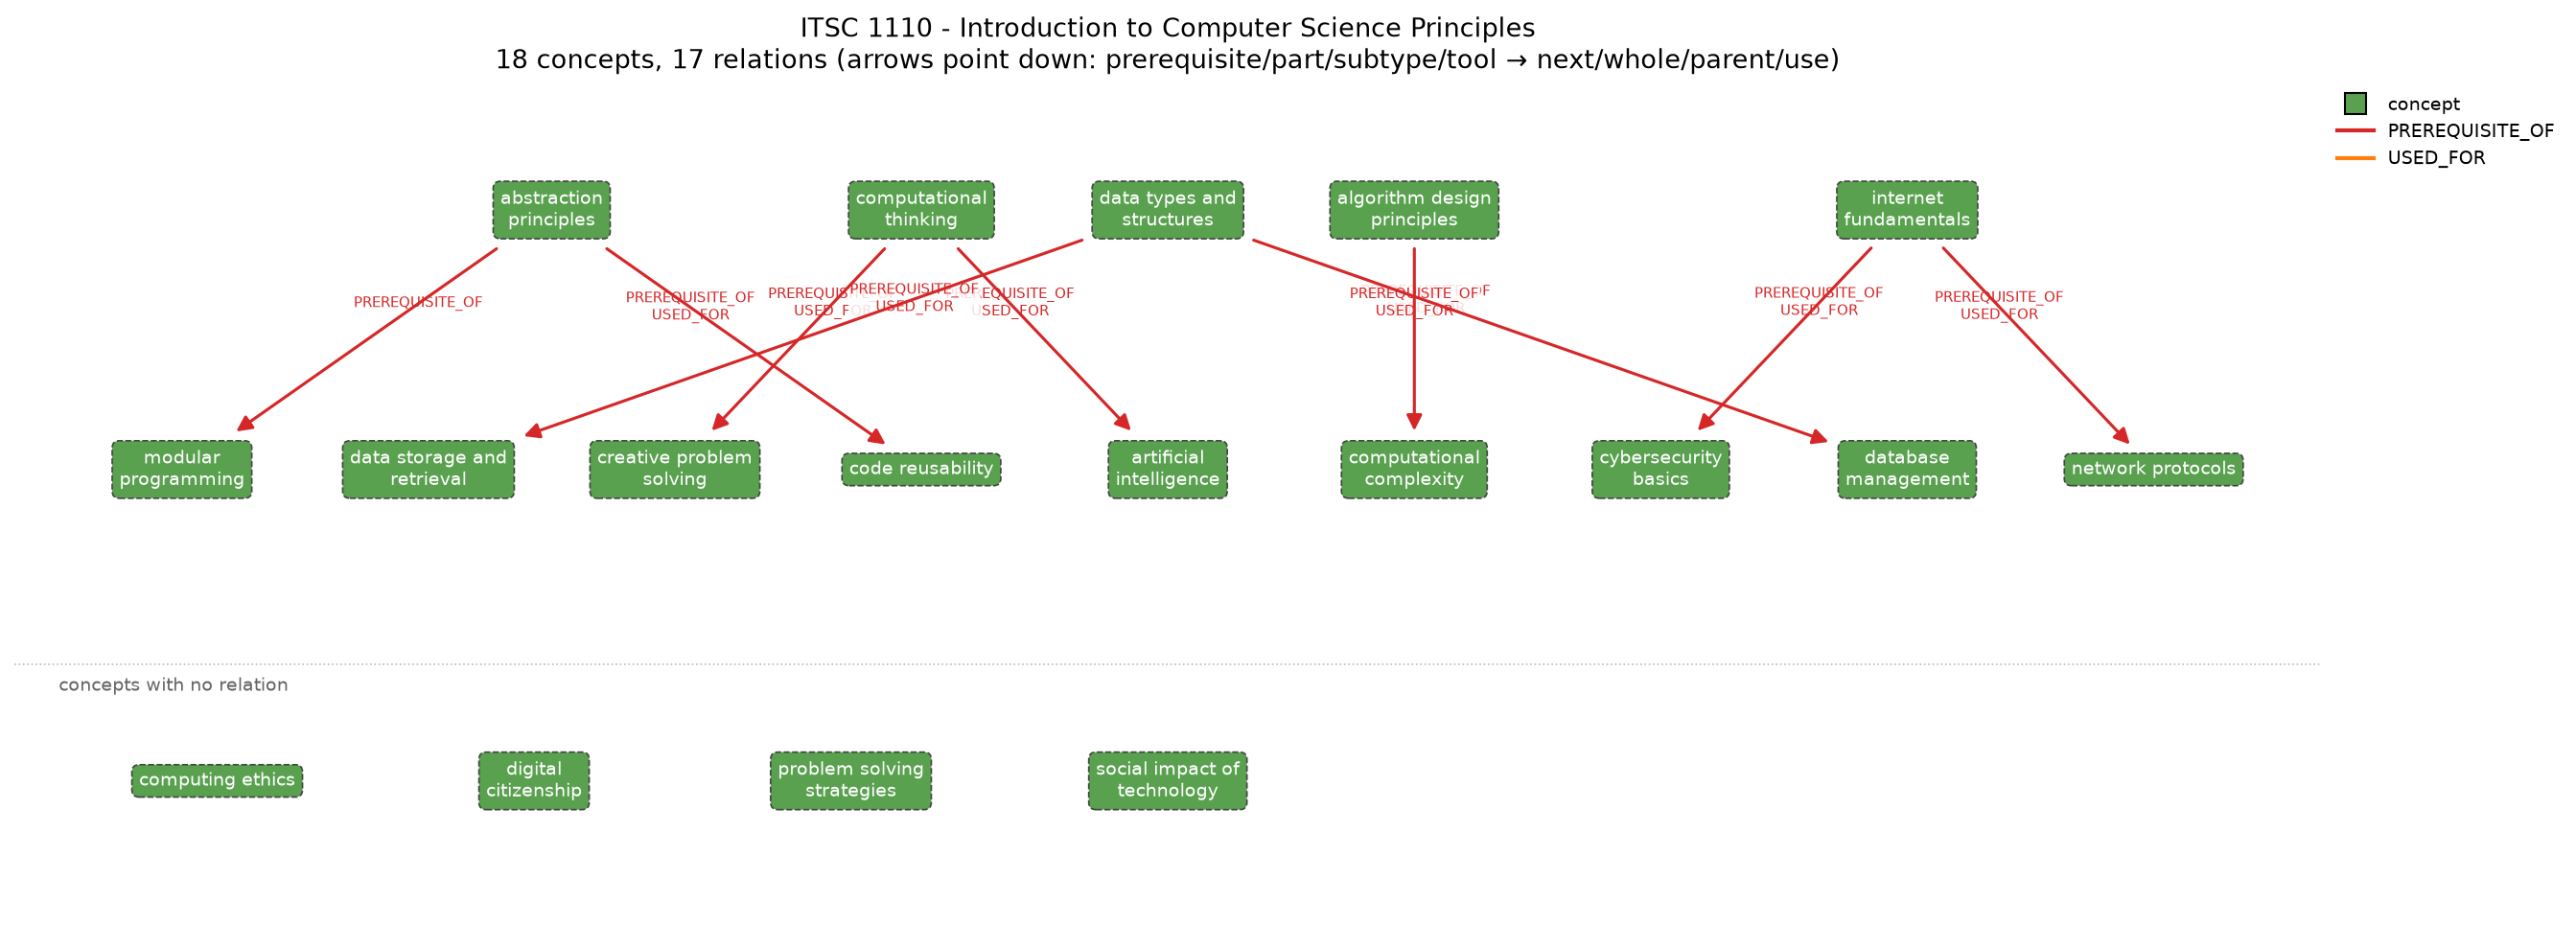 ITSC 1110 - Introduction to Computer Science Principles
18 concepts, 17 relations (arrows point down: prerequisite/part/subtype/tool → next/whole/parent/use)
concept
PREREQUISITE_OF
USED_FOR
abstraction
principles
computational
thinking
data types and
structures
algorithm design
principles
internet
fundamentals
PREREQUISITE_OF
PREREQUISITE_OF
USED_FOR
PREREQUISITE_OF
USED_FOR
PREREQUISITE_OF
USED_FOR
PREREQUISITE_OF
USED_FOR
PREREQUISITE_OF
USED_FOR
modular
programming
data storage and
retrieval
creative problem
solving
code reusability
artificial
intelligence
computational
complexity
cybersecurity
basics
database
management
network protocols
concepts with no relation
computing ethics
digital
citizenship
problem solving
strategies
social impact of
technology